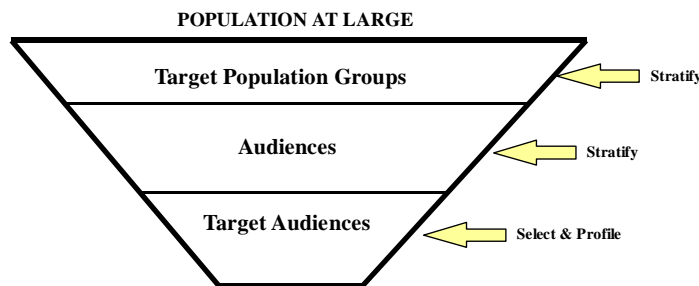 POPULATION AT LARGE
Target Population Groups
Stratify
Audiences
Stratify
Target Audiences
Select & Profile